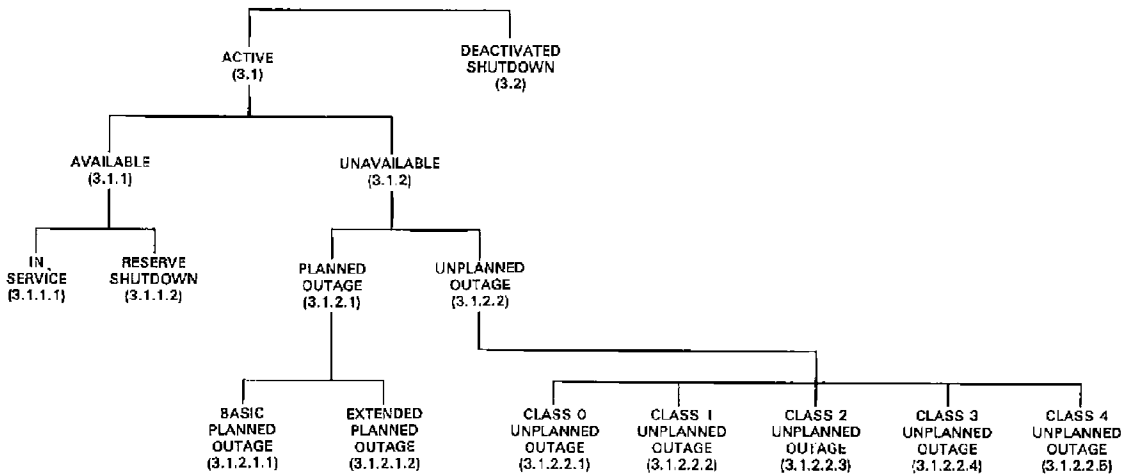 ACTIVE
(3.1)
DEACTIVATED
SHUTDOWN
(3.2)
AVAILABLE
(3.1.1)
UNAVAILABLE
(3.1.2)
IN
SERVICE
(3.1.1.1)
RESERVE
SHUTDOWN
(3.1.1.2)
PLANNED
OUTAGE
(3.1.2.1)
UNPLANNED
OUTAGE
(3.1.2.2)
BASIC
PLANNED
OUTAGE
(3.1.2.1.1)
EXTENDED
PLANNED
OUTAGE
(3.1.2.1.2)
CLASS 0
UNPLANNED
OUTAGE
(3.1.2.2.1)
CLASS 1
UNPLANNED
OUTAGE
(3.1.2.2.2)
CLASS 2
UNPLANNED
OUTAGE
(3.1.2.2.3)
CLASS 3
UNPLANNED
OUTAGE
(3.1.2.2.4)
CLASS 4
UNPLANNED
OUTAGE
(3.1.2.2.5)